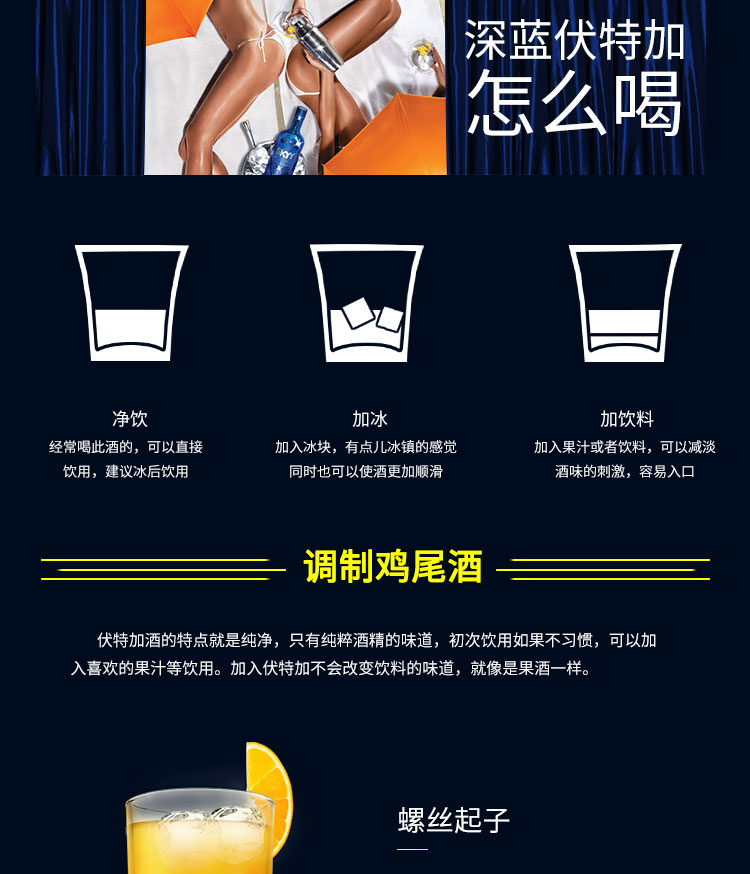 深蓝伏特加
怎么喝
SKYY
净饮
经常喝此酒的，可以直接
饮用，建议冰后饮用
加冰
加入冰块，有点儿冰镇的感觉
同时也可以使酒更加顺滑
加饮料
加入果汁或者饮料，可以减淡
酒味的刺激，容易入口
调制鸡尾酒
伏特加酒的特点就是纯净，只有纯粹酒精的味道，初次饮用如果不习惯，可以加
入喜欢的果汁等饮用。加入伏特加不会改变饮料的味道，就像是果酒一样。
螺丝起子